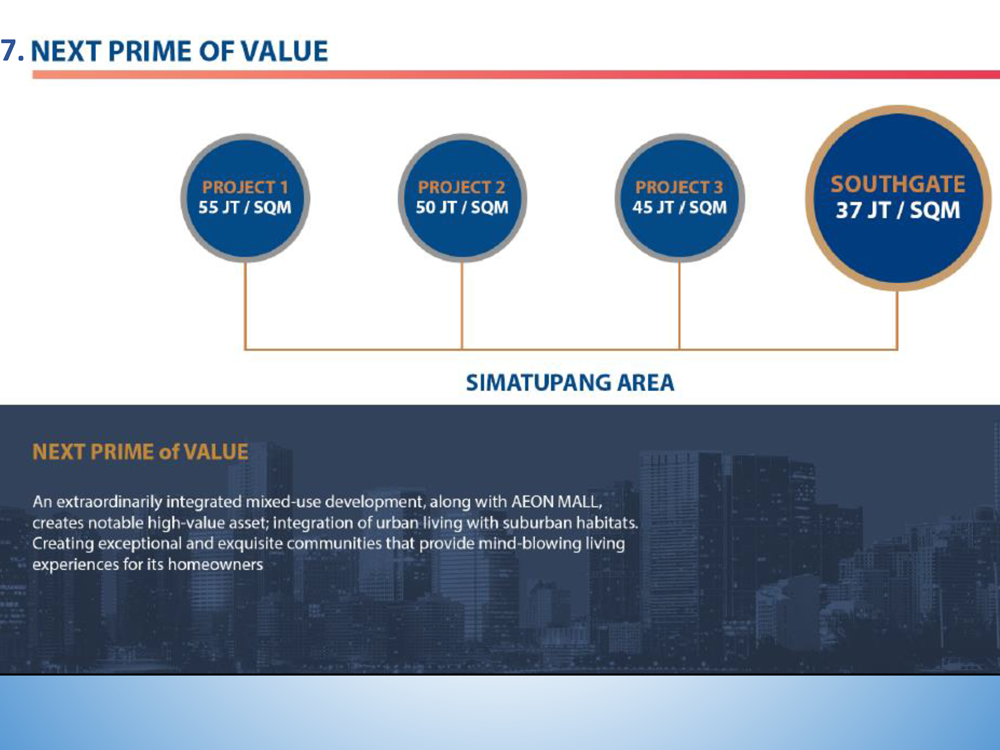 7. NEXT PRIME OF VALUE
PROJECT 1
55 JT / SQM
PROJECT 2
50 JT / SQM
PROJECT 3
45 JT / SQM
SOUTHGATE
37 JT / SQM
SIMATUPANG AREA
NEXT PRIME of VALUE
An extraordinarily integrated mixed-use development, along with AEON MALL,
creates notable high-value asset; integration of urban living with suburban habitats.
Creating exceptional and exquisite communities that provide mind-blowing living
experiences for its homeowners